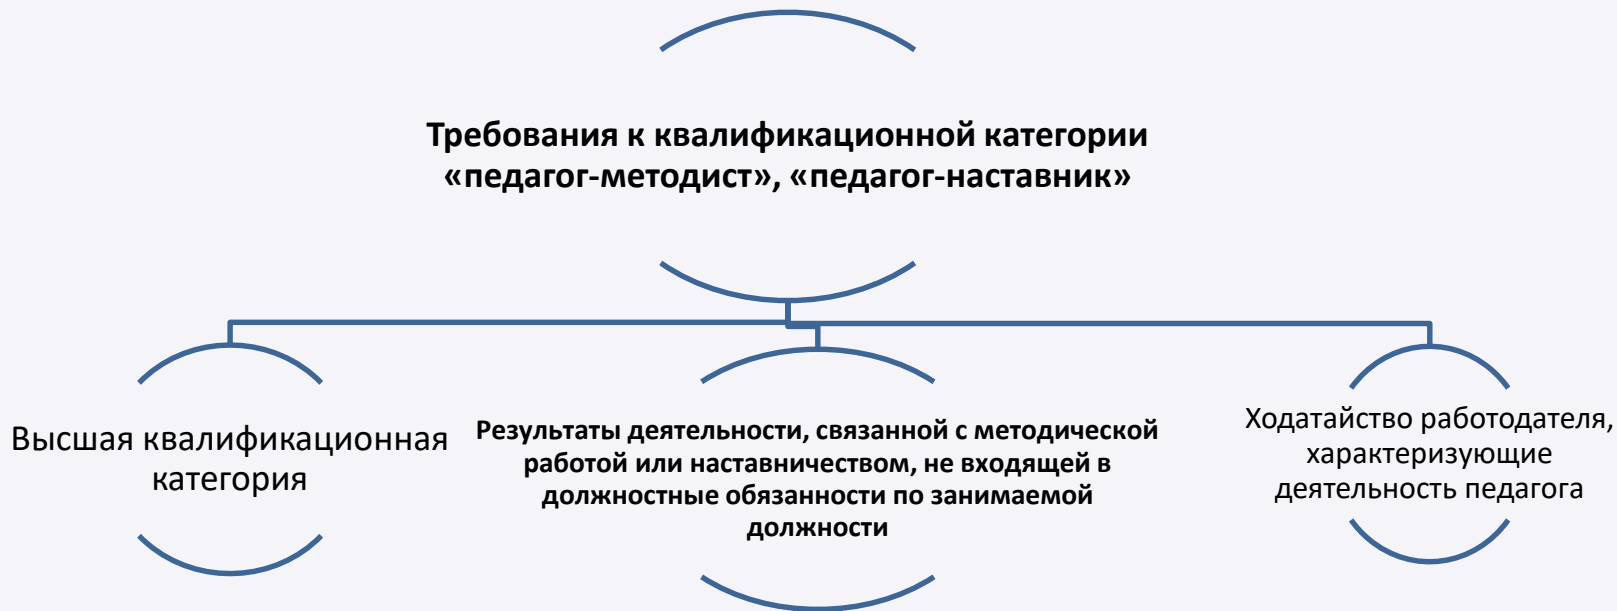 Требования к квалификационной категории
«педагог-методист», «педагог-наставник»
Высшая квалификационная
категория
Результаты деятельности, связанной с методической
работой или наставничеством, не входящей в
должностные обязанности по занимаемой
должности
Ходатайство работодателя,
характеризующие
деятельность педагога